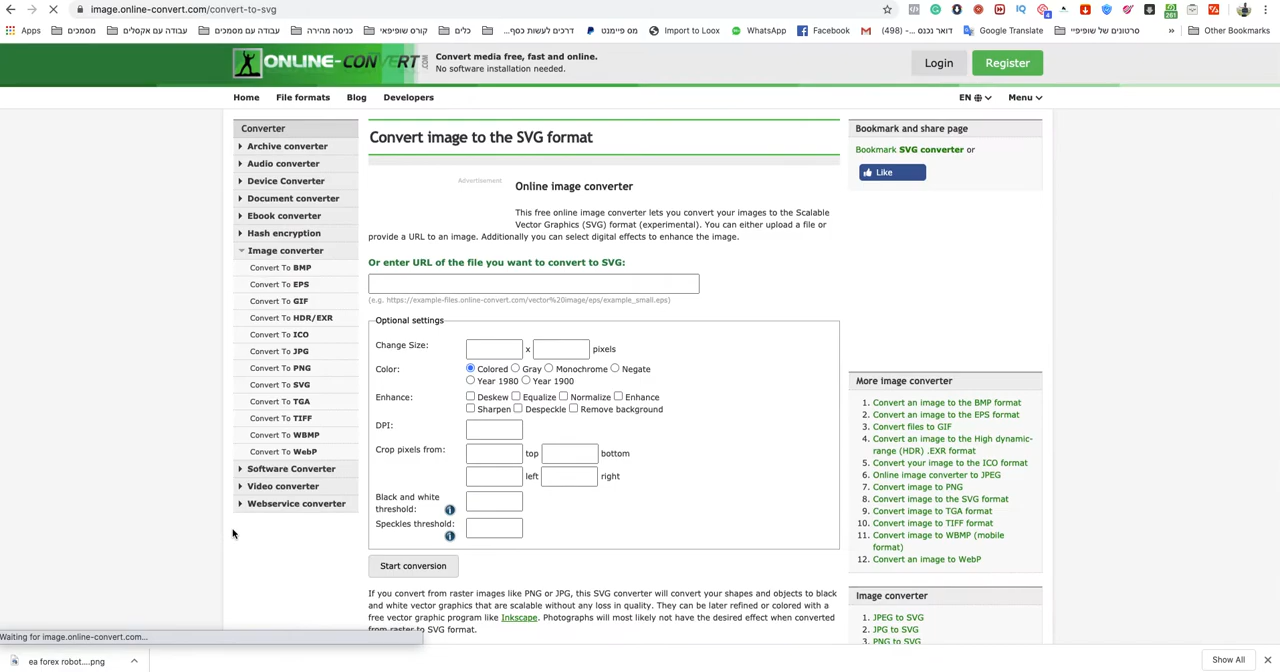 image.online-convert.com/convert-to-svg
Apps
מסמכים
עבודה עם אקסלים
עבודה עם מסמכים
כניסה מהירה
קורס שופיפאי
כלים
דרכים לעשות כסף...
מס פיימנט
Import to Loox
WhatsApp
Facebook
דואר נכנס - (498)...
Google Translate
סרטונים של שופיפיי
»
Other Bookmarks
ONLINE-CONVERT
Convert media free, fast and online.
No software installation needed.
Login
Register
Home
File formats
Blog
Developers
EN
Menu
Converter
Archive converter
Audio converter
Device Converter
Document converter
Ebook converter
Hash encryption
Image converter
Convert To BMP
Convert To EPS
Convert To GIF
Convert To HDR/EXR
Convert To ICO
Convert To JPG
Convert To PNG
Convert To SVG
Convert To TGA
Convert To TIFF
Convert To WBMP
Convert To WebP
Software Converter
Video converter
Webservice converter
Convert image to the SVG format
Advertisement
Online image converter
This free online image converter lets you convert your images to the Scalable
Vector Graphics (SVG) format (experimental). You can either upload a file or
provide a URL to an image. Additionally you can select digital effects to enhance the image.
Or enter URL of the file you want to convert to SVG:
(e.g. https://example-files.online-convert.com/vector%20image/eps/example_small.eps)
Optional settings
Change Size: x pixels
Color: Colored Gray Monochrome Negate
Year 1980 Year 1900
Enhance: Deskew Equalize Normalize Enhance
Sharpen Despeckle Remove background
DPI:
Crop pixels from: top bottom
left right
Black and white
threshold:
Speckles threshold:
Start conversion
If you convert from raster images like PNG or JPG, this SVG converter will convert your shapes and objects to black
and white vector graphics that are scalable without any loss in quality. They can be later refined or colored with a
free vector graphic program like Inkscape. Photographs will most likely not have the desired effect when converted
from raster to SVG format.
Bookmark and share page
Bookmark SVG converter or
Like
More image converter
1. Convert an image to the BMP format
2. Convert an image to the EPS format
3. Convert files to GIF
4. Convert an image to the High dynamic-
range (HDR) .EXR format
5. Convert your image to the ICO format
6. Online image converter to JPEG
7. Convert image to PNG
8. Convert image to the SVG format
9. Convert image to TGA format
10. Convert image to TIFF format
11. Convert image to WBMP (mobile
format)
12. Convert an image to WebP
Image converter
1. JPEG to SVG
2. JPG to SVG
3. PNG to SVG
Waiting for image.online-convert.com...
ea forex robot....png
Show All